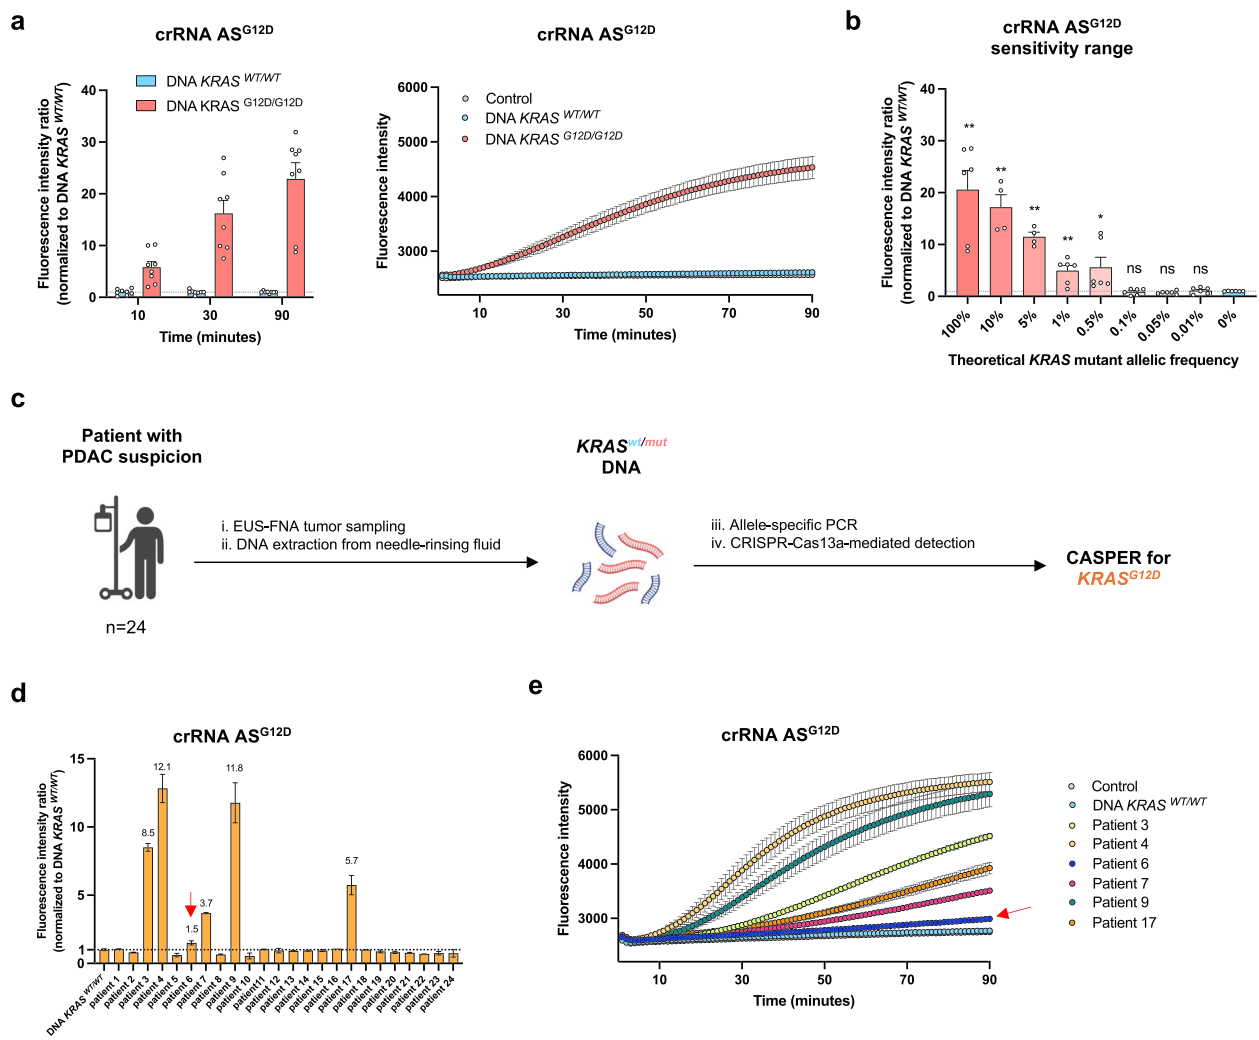 a
crRNA AS^G12D
DNA KRAS ^WT/WT
DNA KRAS ^G12D/G12D
Fluorescence intensity ratio
(normalized to DNA KRAS ^WT/WT)
40
30
20
10
0
10
30
90
Time (minutes)
crRNA AS^G12D
Control
DNA KRAS ^WT/WT
DNA KRAS ^G12D/G12D
Fluorescence intensity
6000
5000
4000
3000
10
30
50
70
90
Time (minutes)
b
crRNA AS^G12D
sensitivity range
Fluorescence intensity ratio
(normalized to DNA KRAS ^WT/WT)
40
30
20
10
0
**
**
**
**
*
ns
ns
ns
100%
10%
5%
1%
0.5%
0.1%
0.05%
0.01%
0%
Theoretical KRAS mutant allelic frequency
c
Patient with
PDAC suspicion
n=24
i. EUS-FNA tumor sampling
ii. DNA extraction from needle-rinsing fluid
KRAS^wt/mut
DNA
iii. Allele-specific PCR
iv. CRISPR-Cas13a-mediated detection
CASPER for
KRAS^G12D
d
crRNA AS^G12D
Fluorescence intensity ratio
(normalized to DNA KRAS ^WT/WT)
15
10
5
1
0
8.5
12.1
1.5
3.7
11.8
5.7
DNA KRAS ^WT/WT
patient 1
patient 2
patient 3
patient 4
patient 5
patient 6
patient 7
patient 8
patient 9
patient 10
patient11
patient 12
patient 13
patient 14
patient 15
patient 16
patient 17
patient 18
patient 19
patient 20
patient 21
patient 22
patient 23
patient 24
e
crRNA AS^G12D
Fluorescence intensity
6000
5000
4000
3000
10
30
50
70
90
Time (minutes)
Control
DNA KRAS ^WT/WT
Patient 3
Patient 4
Patient 6
Patient 7
Patient 9
Patient 17